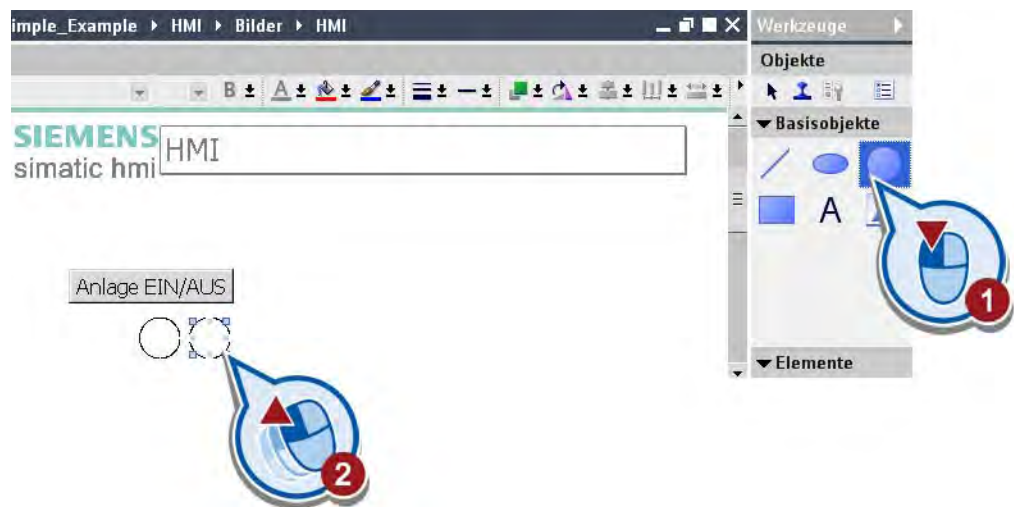 imple_Example ▸ HMI ▸ Bilder ▸ HMI
Werkzeuge
Objekte
B A
Basisobjekte
SIEMENS
simatic hmi
HMI
A
1
Anlage EIN/AUS
Elemente
2